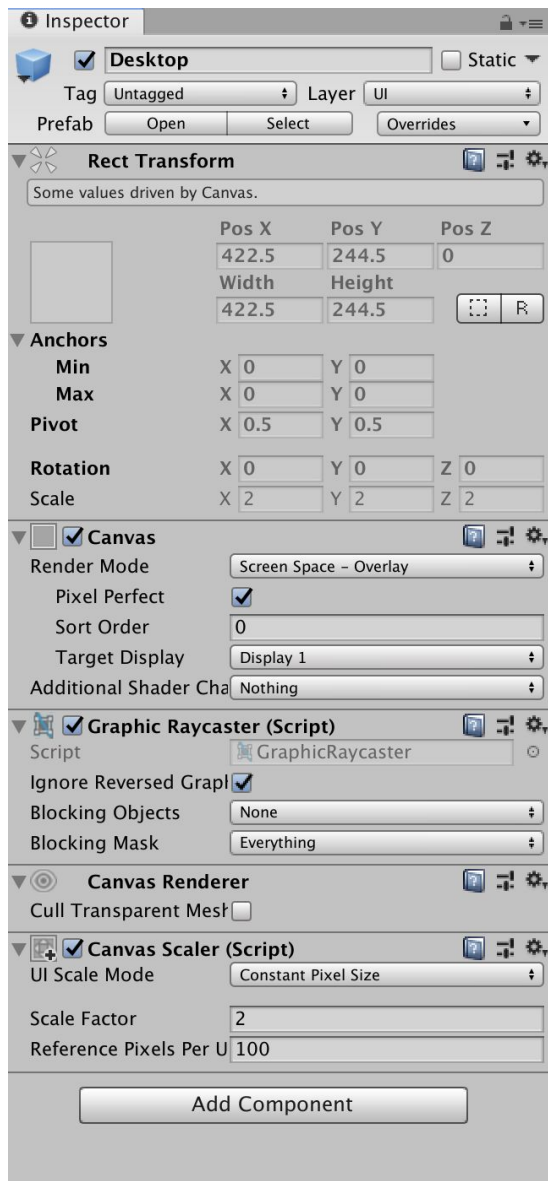 Inspector
Desktop Static
Tag Untagged Layer UI
Prefab Open Select Overrides
Rect Transform
Some values driven by Canvas.
Pos X Pos Y Pos Z
422.5 244.5 0
Width Height
422.5 244.5 R
Anchors
Min X 0 Y 0
Max X 0 Y 0
Pivot X 0.5 Y 0.5
Rotation X 0 Y 0 Z 0
Scale X 2 Y 2 Z 2
Canvas
Render Mode Screen Space – Overlay
Pixel Perfect
Sort Order 0
Target Display Display 1
Additional Shader Cha Nothing
Graphic Raycaster (Script)
Script GraphicRaycaster
Ignore Reversed Grapl
Blocking Objects None
Blocking Mask Everything
Canvas Renderer
Cull Transparent Mesh
Canvas Scaler (Script)
UI Scale Mode Constant Pixel Size
Scale Factor 2
Reference Pixels Per U 100
Add Component